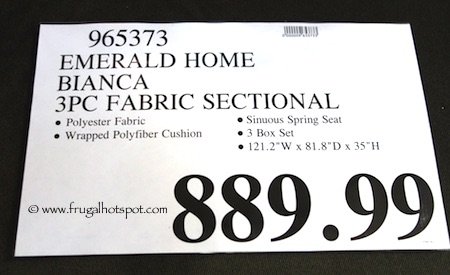 965373
EMERALD HOME
BIANCA
3PC FABRIC SECTIONAL
• Polyester Fabric
• Wrapped Polyfiber Cushion
• Sinuous Spring Seat
• 3 Box Set
• 121.2"W x 81.8"D x 35"H
© www.frugalhotspot.com
889.99